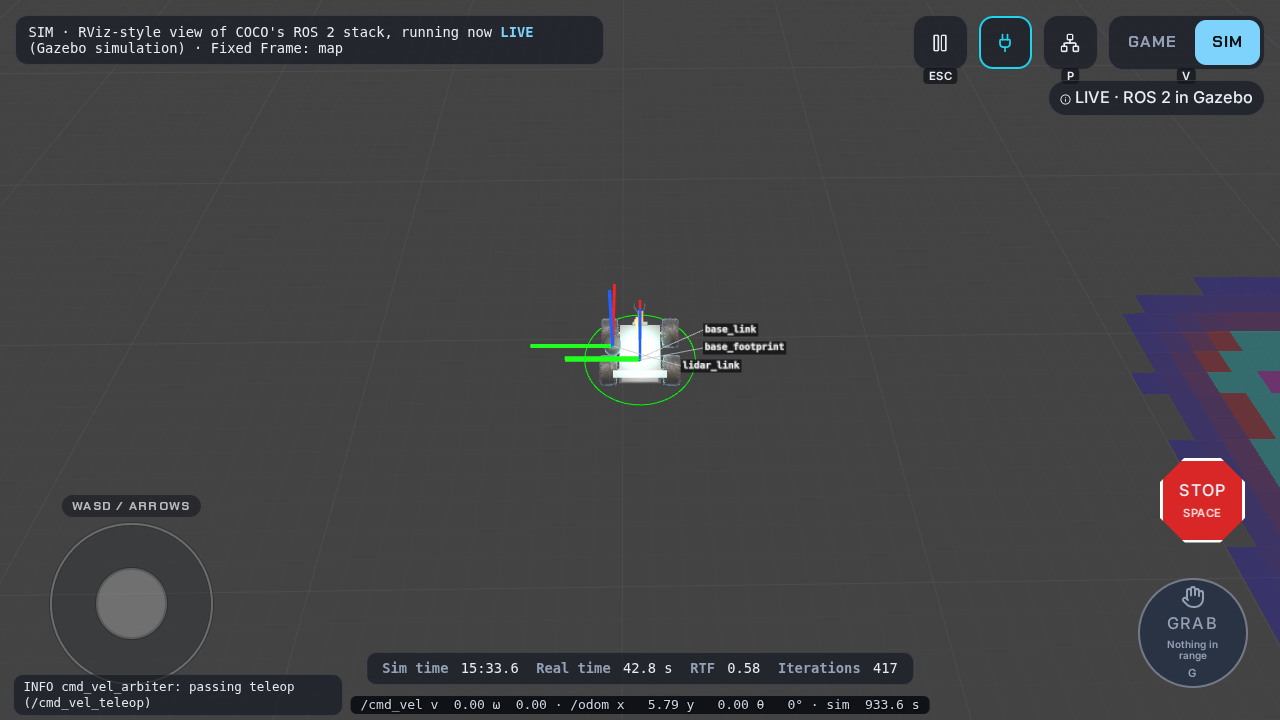 SIM · RViz-style view of COCO's ROS 2 stack, running now LIVE
(Gazebo simulation) · Fixed Frame: map
GAME SIM
ESC P V
LIVE · ROS 2 in Gazebo
base_link
base_footprint
lidar_link
STOP
SPACE
WASD / ARROWS
GRAB
Nothing in
range
G
Sim time 15:33.6 Real time 42.8 s RTF 0.58 Iterations 417
INFO cmd_vel_arbiter: passing teleop
(/cmd_vel_teleop)
/cmd_vel v 0.00 ω 0.00 · /odom x 5.79 y 0.00 θ 0° · sim 933.6 s